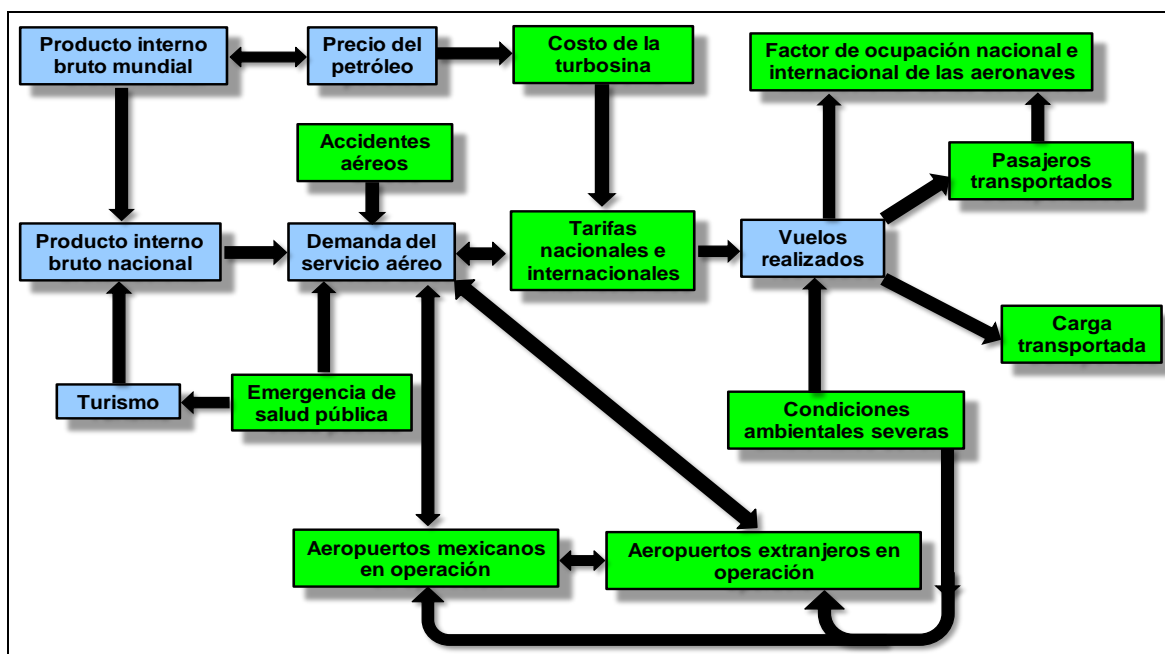 Producto interno
bruto mundial
Precio del
petróleo
Costo de la
turbosina
Factor de ocupación nacional e
internacional de las aeronaves
Accidentes
aéreos
Pasajeros
transportados
Producto interno
bruto nacional
Demanda del
servicio aéreo
Tarifas
nacionales e
internacionales
Vuelos
realizados
Carga
transportada
Turismo
Emergencia de
salud pública
Condiciones
ambientales severas
Aeropuertos mexicanos
en operación
Aeropuertos extranjeros en
operación